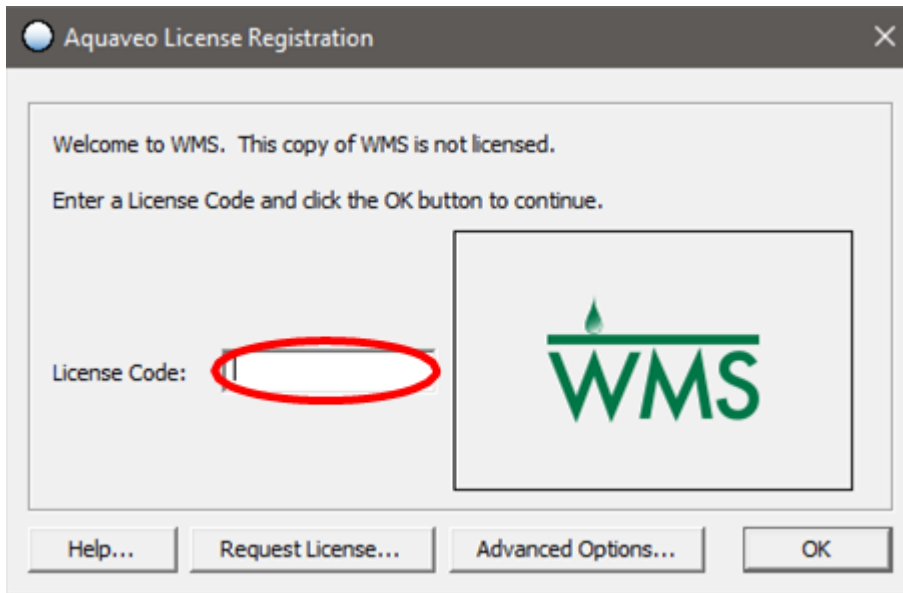 Aquaveo License Registration
Welcome to WMS.  This copy of WMS is not licensed.
Enter a License Code and click the OK button to continue.
License Code:
WMS
Help...
Request License...
Advanced Options...
OK